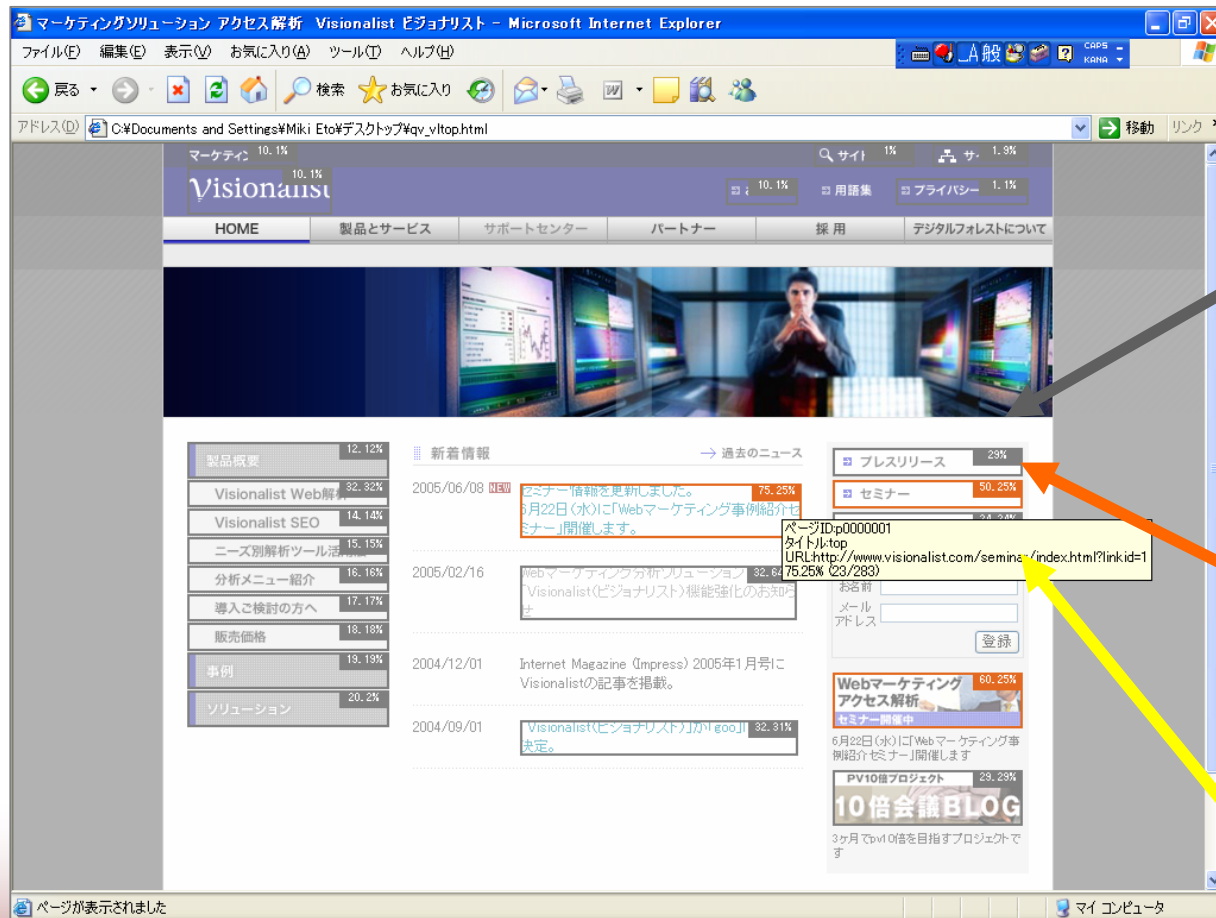 マーケティングソリューション アクセス解析 Visionalist ビジョナリスト - Microsoft Internet Explorer
ファイル(F) 編集(E) 表示(V) お気に入り(A) ツール(T) ヘルプ(H)
A 般 CAPS KANA
戻る 検索 お気に入り
アドレス(D) C:¥Documents and Settings¥Miki Eto¥デスクトップ¥qv_vltop.html 移動 リンク
マーケティン 10.1% サイト 1% サ 1.9%
Visionalist 10.1% 10.1% 用語集 プライバシー 1.1%
HOME 製品とサービス サポートセンター パートナー 採用 デジタルフォレストについて
製品概要 12.12%
Visionalist Web解析 32.32%
Visionalist SEO 14.14%
ニーズ別解析ツール活 15.15%
分析メニュー紹介 16.16%
導入ご検討の方へ 17.17%
販売価格 18.18%
事例 19.19%
ソリューション 20.2%
新着情報 → 過去のニュース
2005/06/08 NEW セミナー情報を更新しました。 75.25%
6月22日(水)に「Webマーケティング事例紹介セ
ミナー」開催します。
2005/02/16 Webマーケティング分析ソリューション 32.64
「Visionalist(ビジョナリスト)機能強化のお知ら
せ
2004/12/01 Internet Magazine (Impress) 2005年1月号に
Visionalistの記事を掲載。
2004/09/01 「Visionalist(ビジョナリスト)」が「goo」 32.31%
決定。
プレスリリース 29%
セミナー 50.25%
24.24%
ページID:p0000001
タイトル:top
URL:http://www.visionalist.com/seminar/index.html?linkid=1
75.25% (23/283)
お名前
メール
アドレス
登録
Webマーケティング 60.25%
アクセス解析
セミナー開催中
6月22日(水)に「Webマーケティング事
例紹介セミナー」開催します
PV10倍プロジェクト 29.29%
10倍会議BLOG
3ヶ月でpv10倍を目指すプロジェクトで
す
ページが表示されました マイ コンピュータ